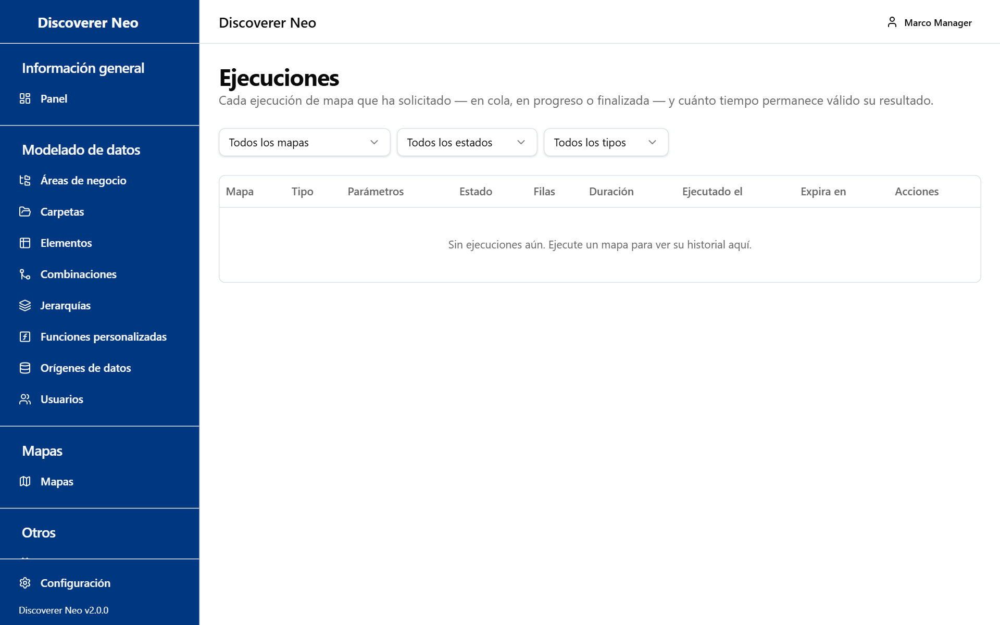 Discoverer Neo
Discoverer Neo
Marco Manager
Información general
Panel
Modelado de datos
Áreas de negocio
Carpetas
Elementos
Combinaciones
Jerarquías
Funciones personalizadas
Orígenes de datos
Usuarios
Mapas
Mapas
Otros
Configuración
Discoverer Neo v2.0.0
Ejecuciones
Cada ejecución de mapa que ha solicitado — en cola, en progreso o finalizada — y cuánto tiempo permanece válido su resultado.
Todos los mapas Todos los estados Todos los tipos
Mapa Tipo Parámetros Estado Filas Duración Ejecutado el Expira en Acciones
Sin ejecuciones aún. Ejecute un mapa para ver su historial aquí.